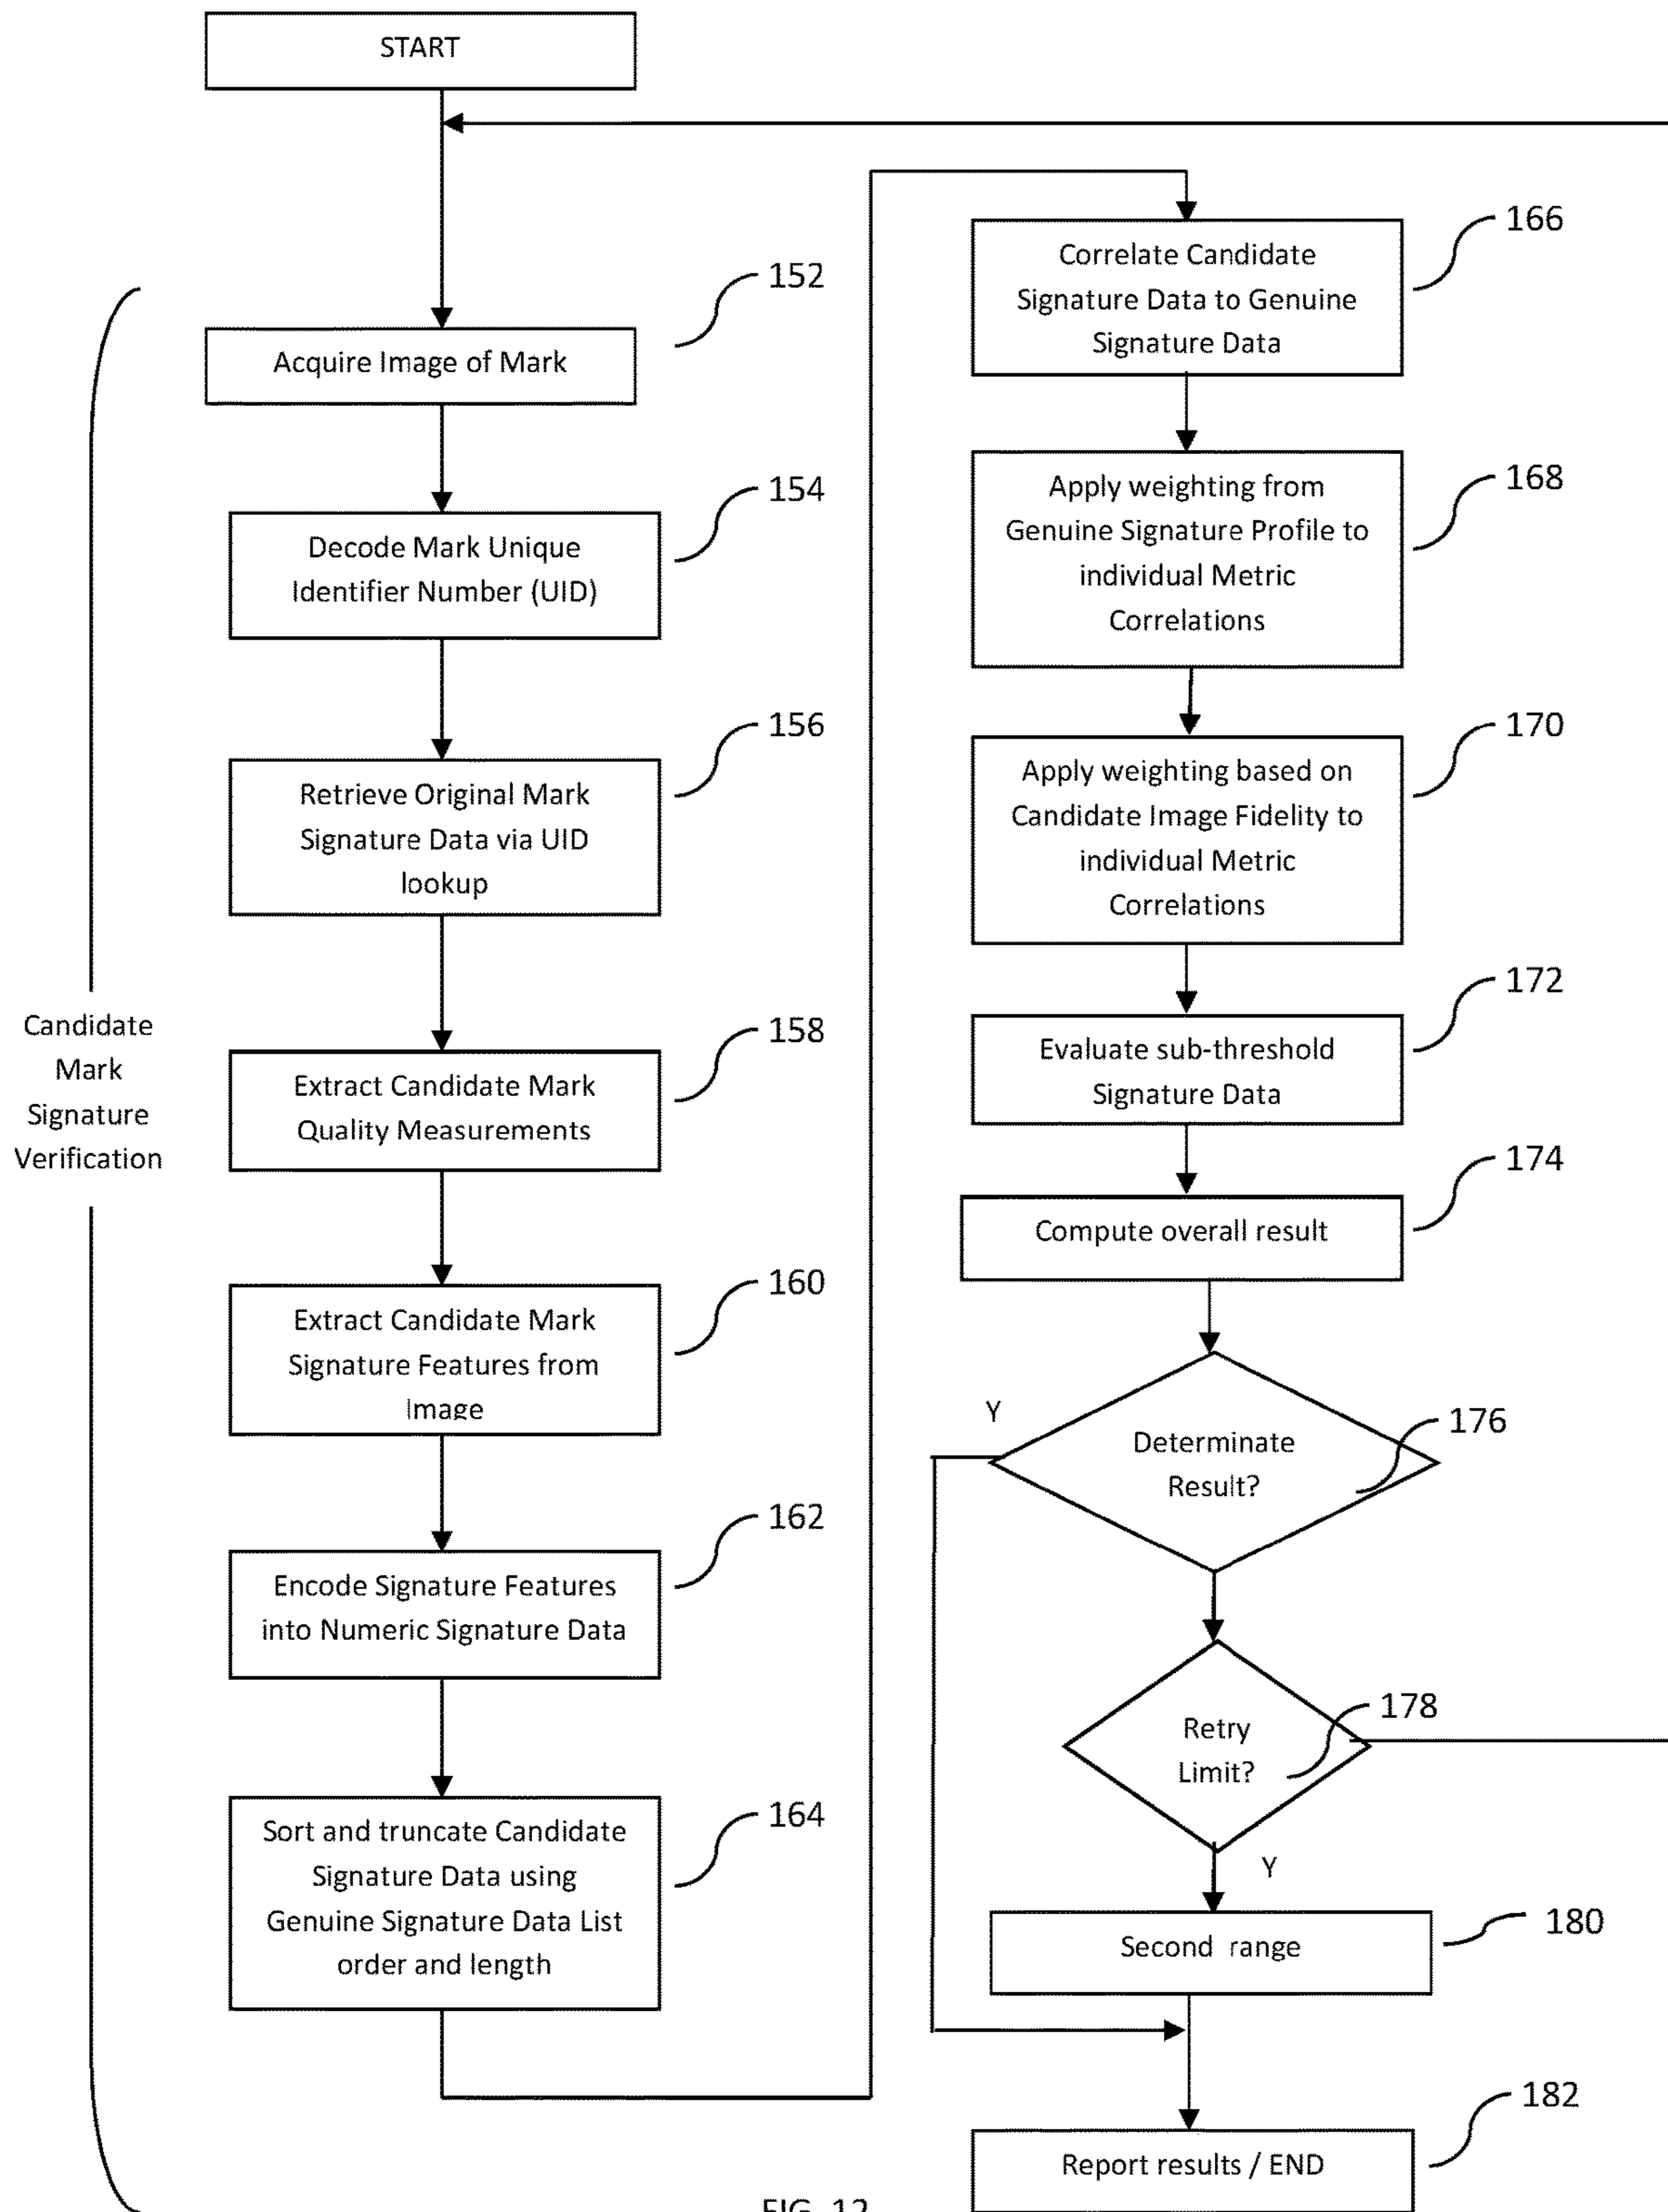 START
152
Acquire Image of Mark
154
Decode Mark Unique
Identifier Number (UID)
156
Retrieve Original Mark
Signature Data via UID
lookup
158
Extract Candidate Mark
Quality Measurements
160
Extract Candidate Mark
Signature Features from
Image
162
Encode Signature Features
into Numeric Signature Data
164
Sort and truncate Candidate
Signature Data using
Genuine Signature Data List
order and length
Candidate
Mark
Signature
Verification
166
Correlate Candidate
Signature Data to Genuine
Signature Data
168
Apply weighting from
Genuine Signature Profile to
individual Metric
Correlations
170
Apply weighting based on
Candidate Image Fidelity to
individual Metric
Correlations
172
Evaluate sub-threshold
Signature Data
174
Compute overall result
Y
176
Determinate
Result?
178
Retry
Limit?
Y
180
Second range
182
Report results / END
FIG. 12